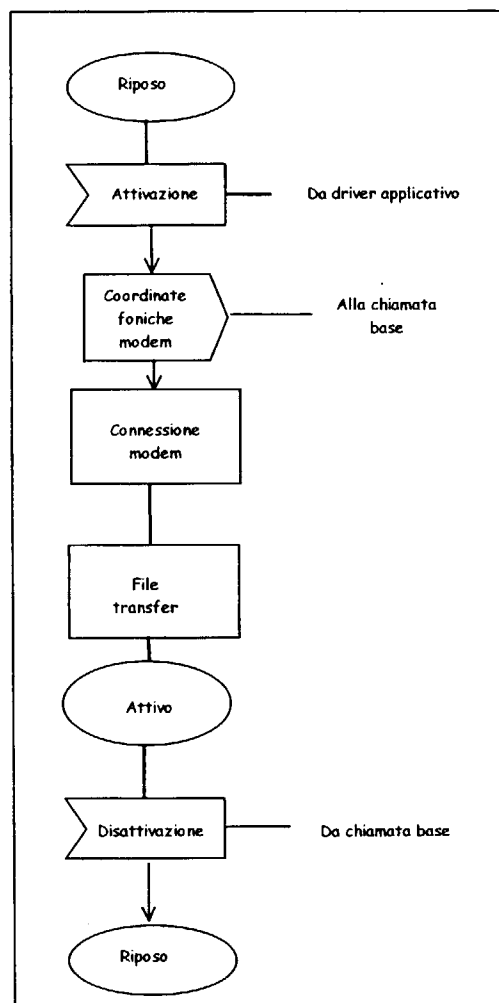 Riposo
Attivazione
Da driver applicativo
Coordinate
foniche
modem
Alla chiamata
base
Connessione
modem
File
transfer
Attivo
Disattivazione
Da chiamata base
Riposo